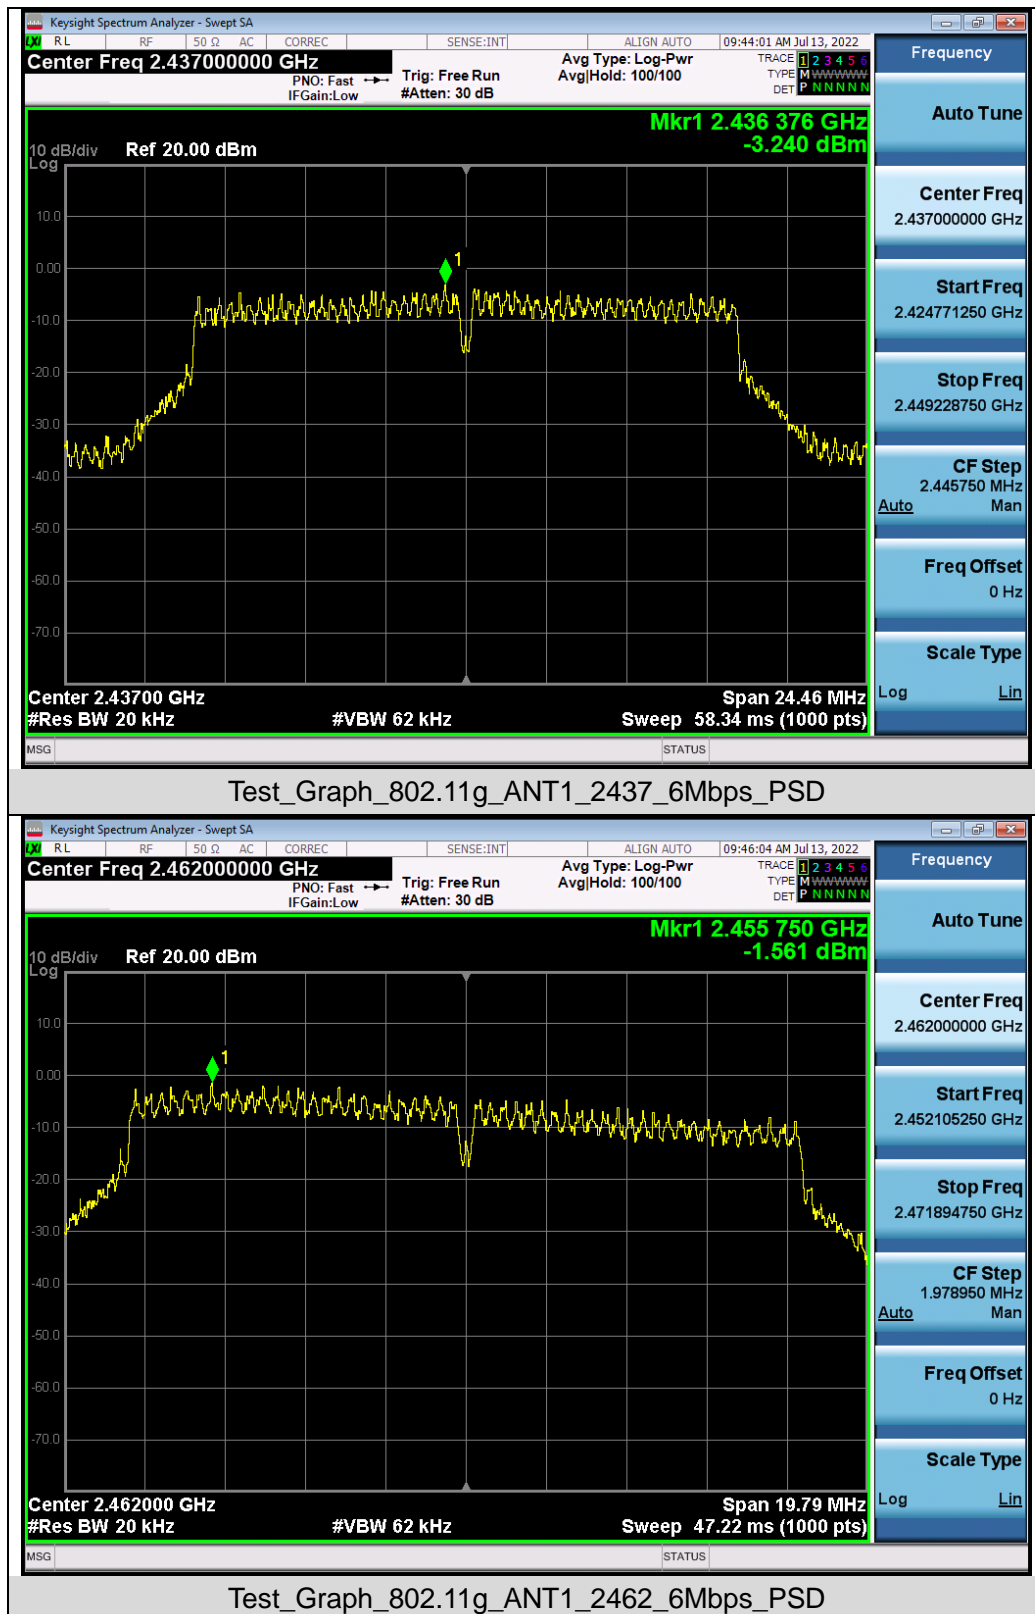 Keysight Spectrum Analyzer - Swept SA
LXI RL RF 50 Ω AC CORREC SENSE:INT ALIGN AUTO 09:44:01 AM Jul 13, 2022
Center Freq 2.437000000 GHz
PNO: Fast
IFGain:Low
Trig: Free Run
#Atten: 30 dB
Avg Type: Log-Pwr
Avg|Hold: 100/100
TRACE 1 2 3 4 5 6
TYPE M WWWWW
DET P N N N N N
Mkr1 2.436 376 GHz
-3.240 dBm
10 dB/div Ref 20.00 dBm
Log
10.0
0.00
-10.0
-20.0
-30.0
-40.0
-50.0
-60.0
-70.0
1
Center 2.43700 GHz Span 24.46 MHz
#Res BW 20 kHz #VBW 62 kHz Sweep 58.34 ms (1000 pts)
MSG STATUS
Frequency
Auto Tune
Center Freq
2.437000000 GHz
Start Freq
2.424771250 GHz
Stop Freq
2.449228750 GHz
CF Step
2.445750 MHz
Auto Man
Freq Offset
0 Hz
Scale Type
Log Lin
Test_Graph_802.11g_ANT1_2437_6Mbps_PSD
Keysight Spectrum Analyzer - Swept SA
LXI RL RF 50 Ω AC CORREC SENSE:INT ALIGN AUTO 09:46:04 AM Jul 13, 2022
Center Freq 2.462000000 GHz
PNO: Fast
IFGain:Low
Trig: Free Run
#Atten: 30 dB
Avg Type: Log-Pwr
Avg|Hold: 100/100
TRACE 1 2 3 4 5 6
TYPE M WWWWW
DET P N N N N N
Mkr1 2.455 750 GHz
-1.561 dBm
10 dB/div Ref 20.00 dBm
Log
10.0
0.00
-10.0
-20.0
-30.0
-40.0
-50.0
-60.0
-70.0
1
Center 2.462000 GHz Span 19.79 MHz
#Res BW 20 kHz #VBW 62 kHz Sweep 47.22 ms (1000 pts)
MSG STATUS
Frequency
Auto Tune
Center Freq
2.462000000 GHz
Start Freq
2.452105250 GHz
Stop Freq
2.471894750 GHz
CF Step
1.978950 MHz
Auto Man
Freq Offset
0 Hz
Scale Type
Log Lin
Test_Graph_802.11g_ANT1_2462_6Mbps_PSD